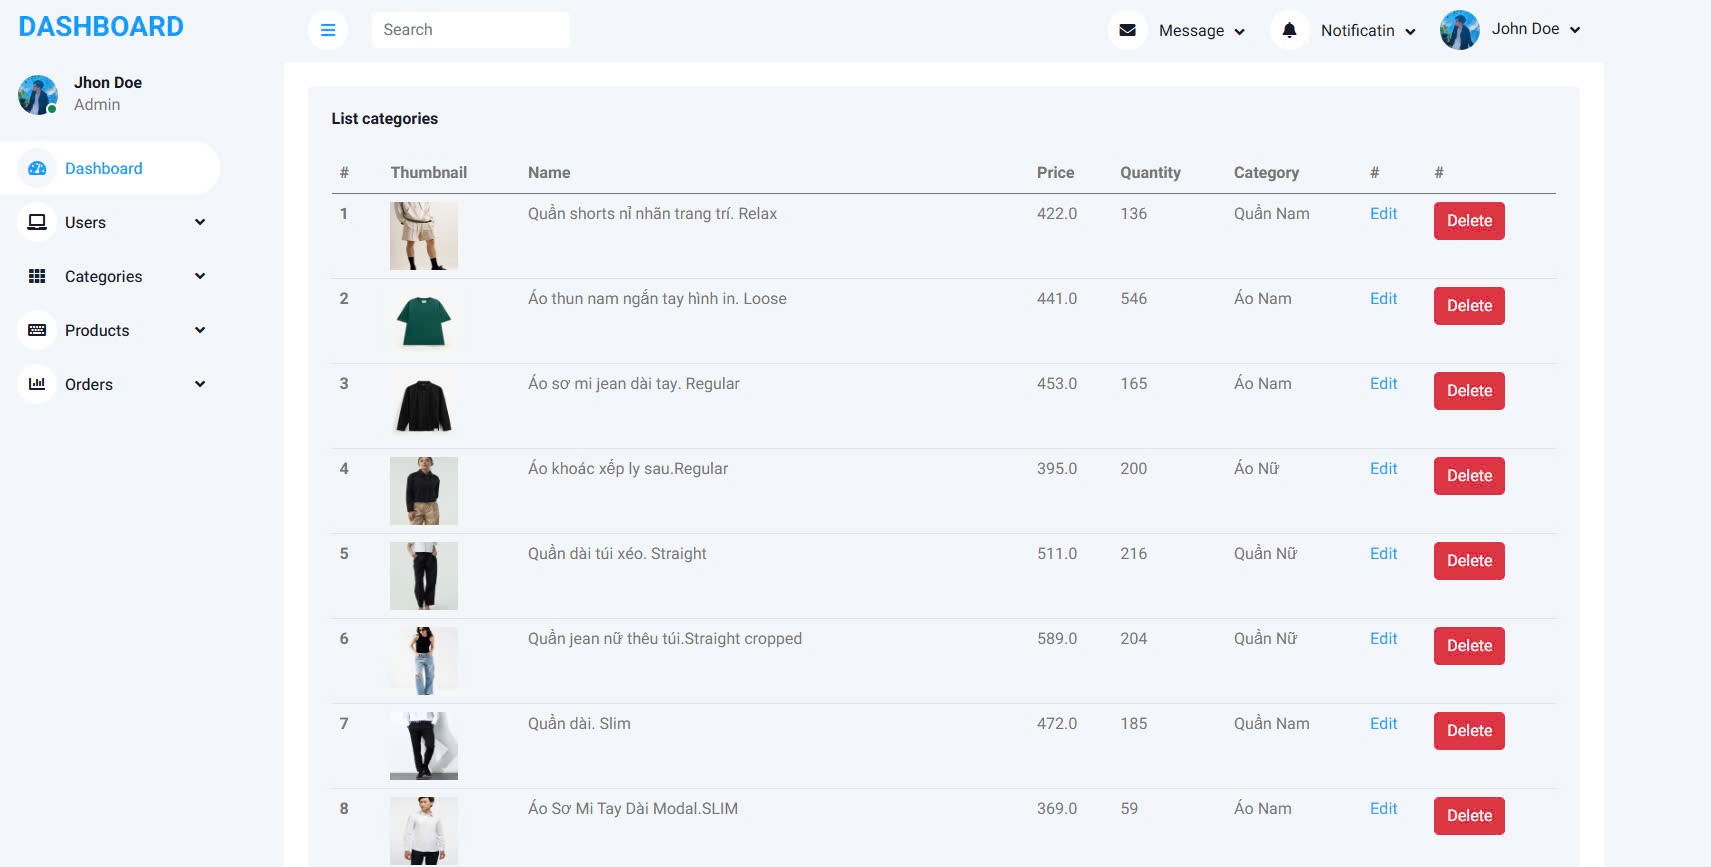 DASHBOARD
Search
Message
Notificatin
John Doe
Jhon Doe
Admin
Dashboard
Users
Categories
Products
Orders
List categories
# Thumbnail Name Price Quantity Category # #
1 Quần shorts nỉ nhãn trang trí. Relax 422.0 136 Quần Nam Edit Delete
2 Áo thun nam ngắn tay hình in. Loose 441.0 546 Áo Nam Edit Delete
3 Áo sơ mi jean dài tay. Regular 453.0 165 Áo Nam Edit Delete
4 Áo khoác xếp ly sau.Regular 395.0 200 Áo Nữ Edit Delete
5 Quần dài túi xéo. Straight 511.0 216 Quần Nữ Edit Delete
6 Quần jean nữ thêu túi.Straight cropped 589.0 204 Quần Nữ Edit Delete
7 Quần dài. Slim 472.0 185 Quần Nam Edit Delete
8 Áo Sơ Mi Tay Dài Modal.SLIM 369.0 59 Áo Nam Edit Delete